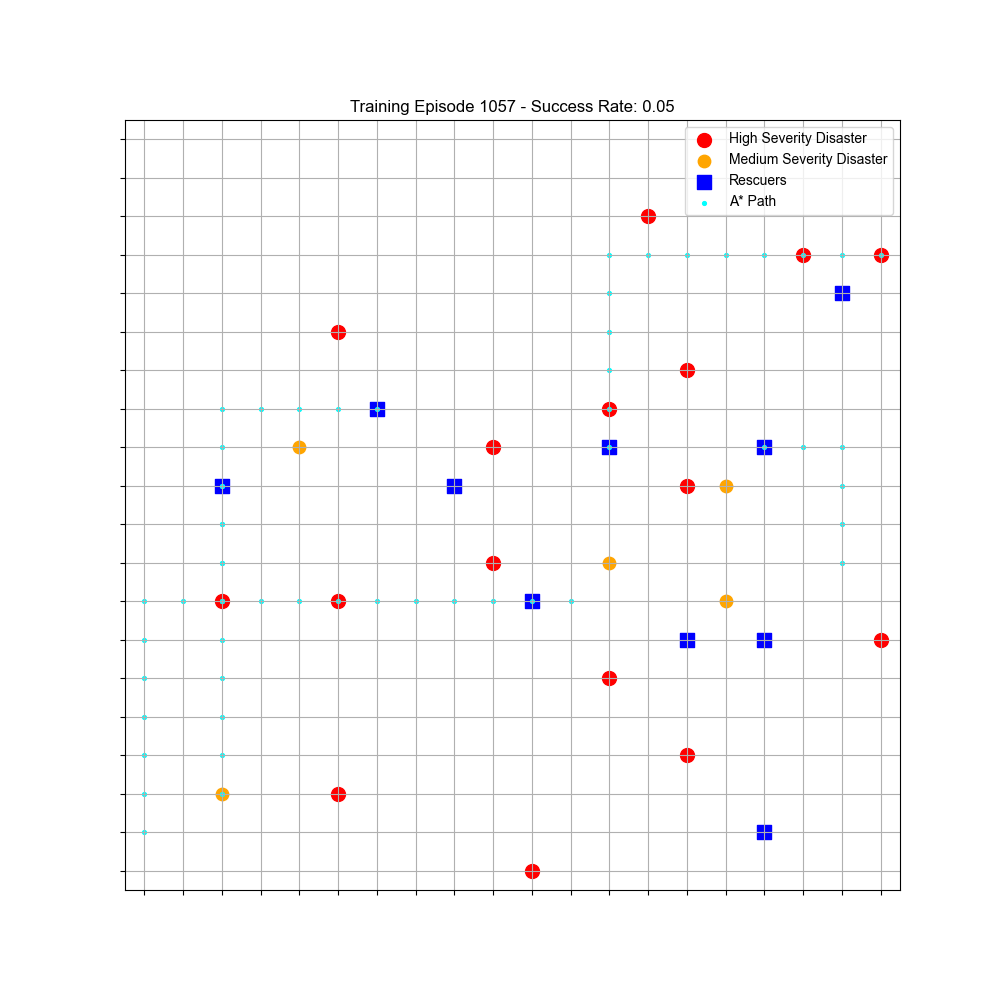 Training Episode 1057 - Success Rate: 0.05
High Severity Disaster
Medium Severity Disaster
Rescuers
A* Path